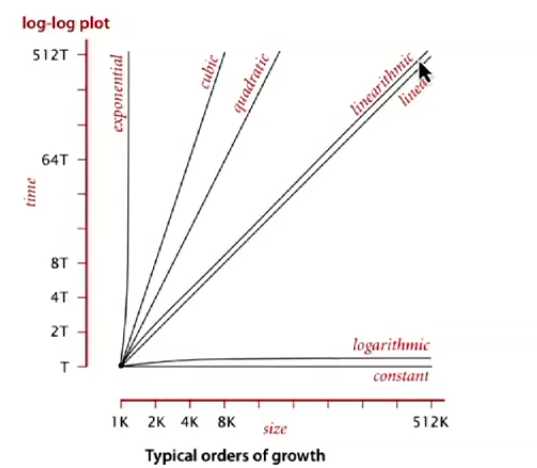 log-log plot
512T
64T
8T
4T
2T
T
time
exponential
cubic
quadratic
linearithmic
logarithmic
constant
1K 2K 4K 8K 512K
size
Typical orders of growth